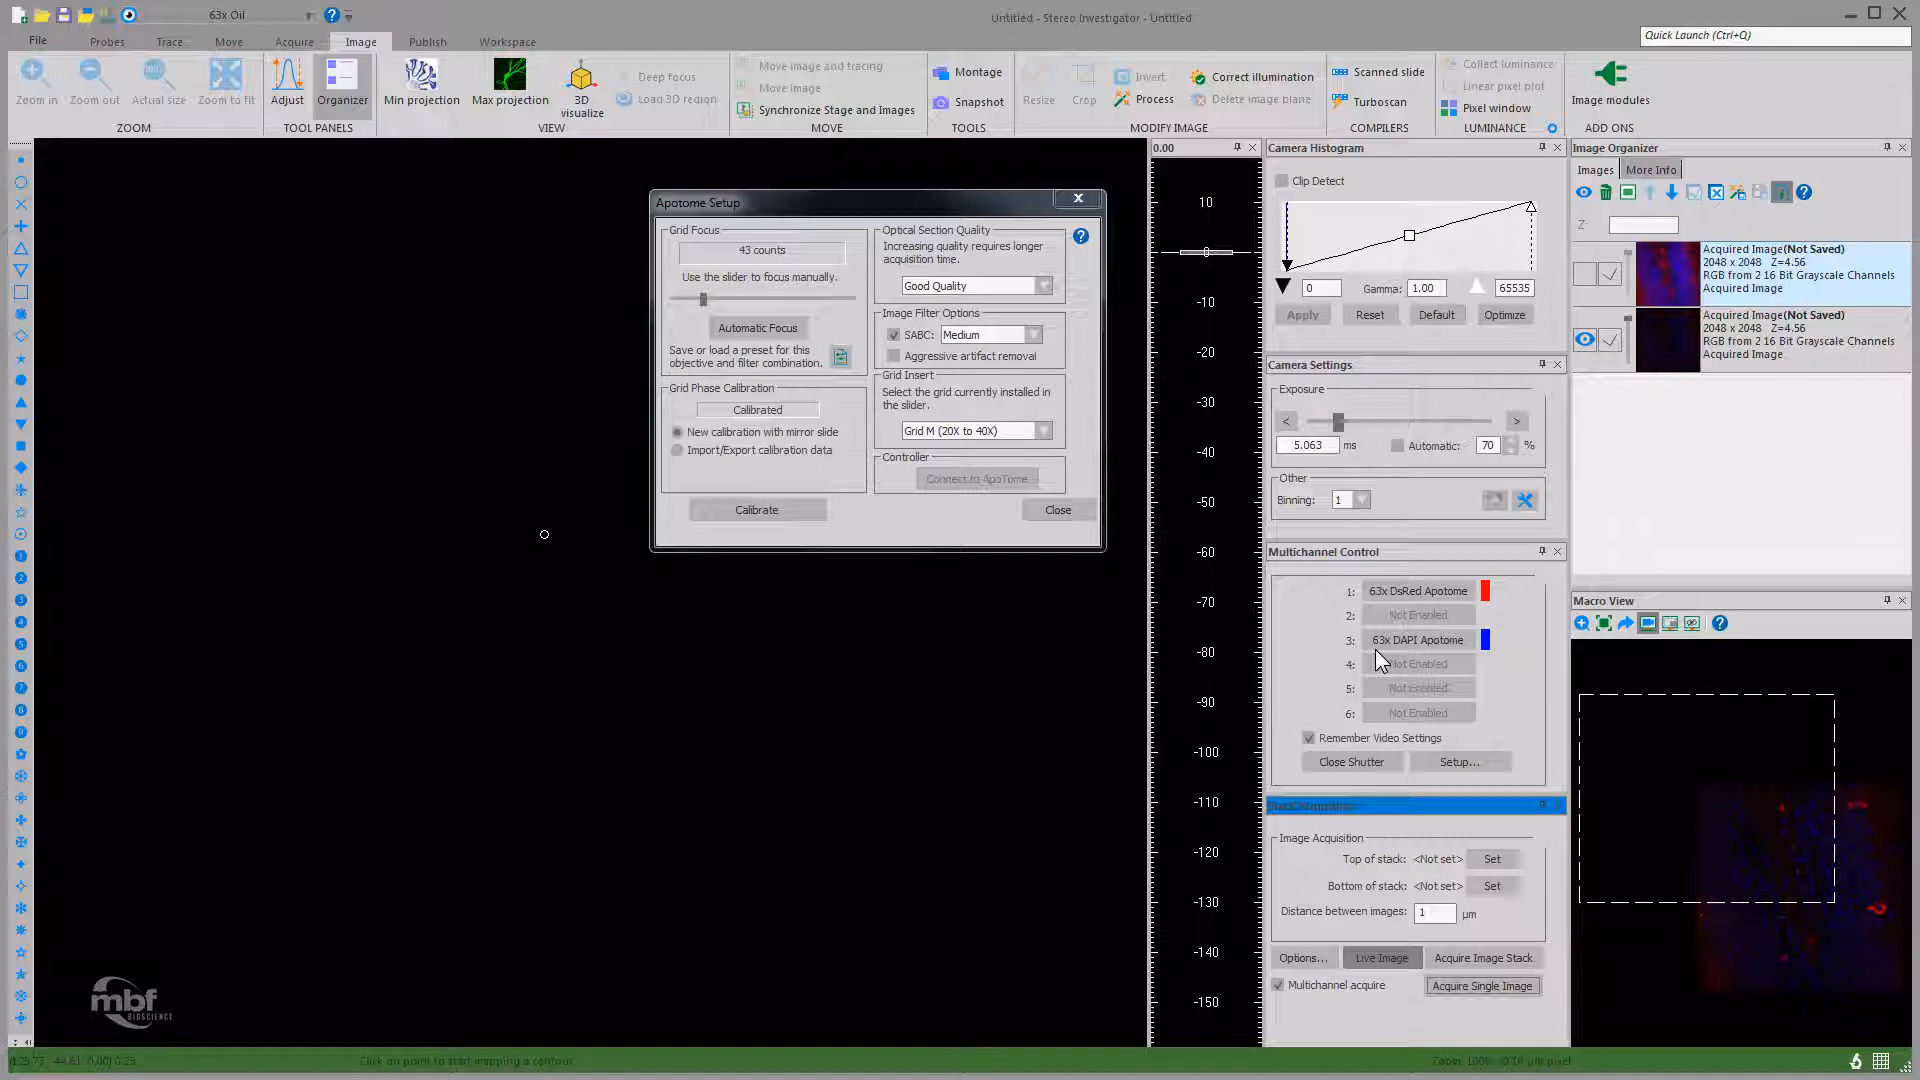 63x Oil
Untitled - Stereo Investigator - Untitled
Quick Launch (Ctrl+Q)
File
Probes
Trace
Move
Acquire
Image
Publish
Workspace
Zoom in
Zoom out
Actual size
Zoom to fit
ZOOM
Adjust
Organizer
TOOL PANELS
Min projection
Max projection
3D visualize
Deep focus
Load 3D region
VIEW
Move image and tracing
Move image
Synchronize Stage and Images
MOVE
Montage
Snapshot
TOOLS
Resize
Crop
Invert
Process
Correct illumination
Delete image plane
MODIFY IMAGE
Scanned slide
Turboscan
COMPILERS
Collect luminance
Linear pixel plot
Pixel window
LUMINANCE
Image modules
ADD ONS
Apotome Setup
Grid Focus
43 counts
Use the slider to focus manually.
Automatic Focus
Save or load a preset for this
objective and filter combination.
Grid Phase Calibration
Calibrated
New calibration with mirror slide
Import/Export calibration data
Calibrate
Optical Section Quality
Increasing quality requires longer
acquisition time.
Good Quality
Image Filter Options
SABC: Medium
Aggressive artifact removal
Grid Insert
Select the grid currently installed in
the slider.
Grid M (20X to 40X)
Controller
Connect to ApoTome
Close
0.00
10
0
-10
-20
-30
-40
-50
-60
-70
-80
-90
-100
-110
-120
-130
-140
-150
Camera Histogram
Clip Detect
0
Gamma: 1.00
65535
Apply
Reset
Default
Optimize
Camera Settings
Exposure
<
>
5.063 ms
Automatic: 70 %
Other
Binning: 1
Multichannel Control
1: 63x DsRed Apotome
2: Not Enabled
3: 63x DAPI Apotome
4: Not Enabled
5: Not Enabled
6: Not Enabled
Remember Video Settings
Close Shutter
Setup...
Image Acquisition
Top of stack: <Not set> Set
Bottom of stack: <Not set> Set
Distance between images: 1 µm
Options...
Live Image
Acquire Image Stack
Multichannel acquire
Acquire Single Image
Image Organizer
Images
More Info
Z:
Acquired Image(Not Saved)
2048 x 2048 Z=4.56
RGB from 2 16 Bit Grayscale Channels
Acquired Image
Acquired Image(Not Saved)
2048 x 2048 Z=4.56
RGB from 2 16 Bit Grayscale Channels
Acquired Image
Macro View
mbf
BIOSCIENCE
Click on point to start mapping a contour